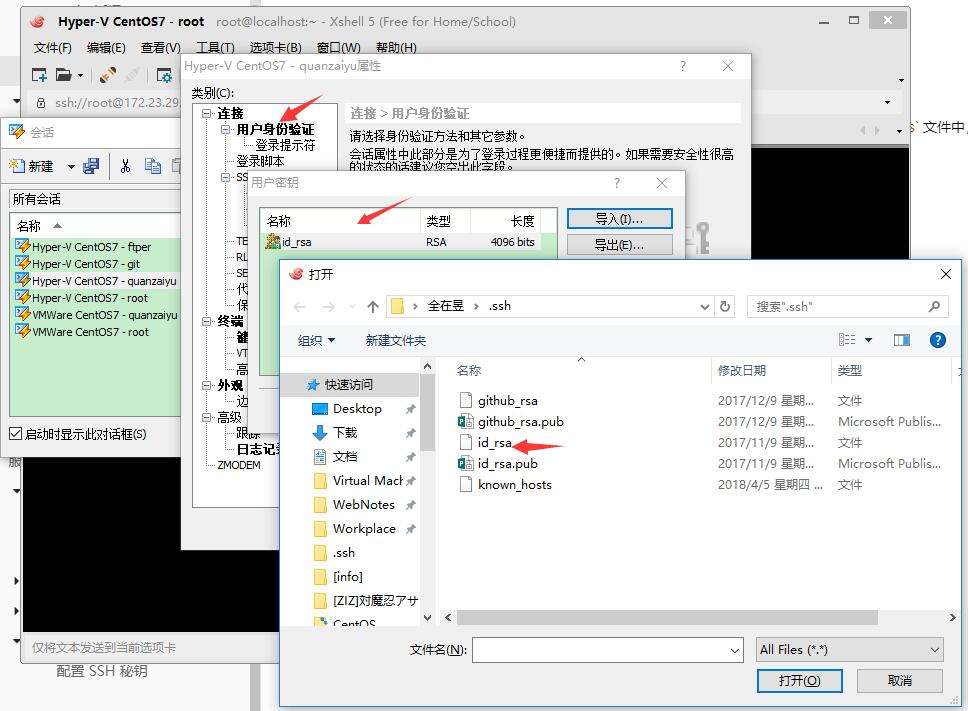 Hyper-V CentOS7 - root root@localhost:~ - Xshell 5 (Free for Home/School)
文件(F) 编辑(E) 查看(V) 工具(T) 选项卡(B) 窗口(W) 帮助(H)
ssh://root@172.23.29.
文件中,
会话
新建
所有会话
名称
Hyper-V CentOS7 - ftper
Hyper-V CentOS7 - git
Hyper-V CentOS7 - quanzaiyu
Hyper-V CentOS7 - root
VMWare CentOS7 - quanzaiyu
VMWare CentOS7 - root
启动时显示此对话框(S)
Hyper-V CentOS7 - quanzaiyu属性
类别(C):
连接
用户身份验证
登录提示符
登录脚本
SS
TE
RL
SE
代
保
终端
键
VT
高
外观
边
高级
跟踪
日志记
ZMODEM
连接 > 用户身份验证
请选择身份验证方法和其它参数。
会话属性中此部分是为了登录过程更便捷而提供的。如果需要安全性很高
的状态的话建议您空出此字段。
用户密钥
名称 类型 长度
id_rsa RSA 4096 bits
导入(I)...
导出(E)...
打开
全在昱 .ssh
搜索".ssh"
组织 新建文件夹
快速访问
Desktop
下载
文档
Virtual Mach
WebNotes
Workplace
.ssh
[info]
[ZIZ]対魔忍アサ
CentOS
名称 修改日期 类型
github_rsa 2017/12/9 星期... 文件
github_rsa.pub 2017/12/9 星期... Microsoft Publis...
id_rsa 2017/11/9 星期... 文件
id_rsa.pub 2017/11/9 星期... Microsoft Publis...
known_hosts 2018/4/5 星期四 ... 文件
文件名(N): All Files (*.*)
打开(O) 取消
仅将文本发送到当前选项卡
配置 SSH 秘钥